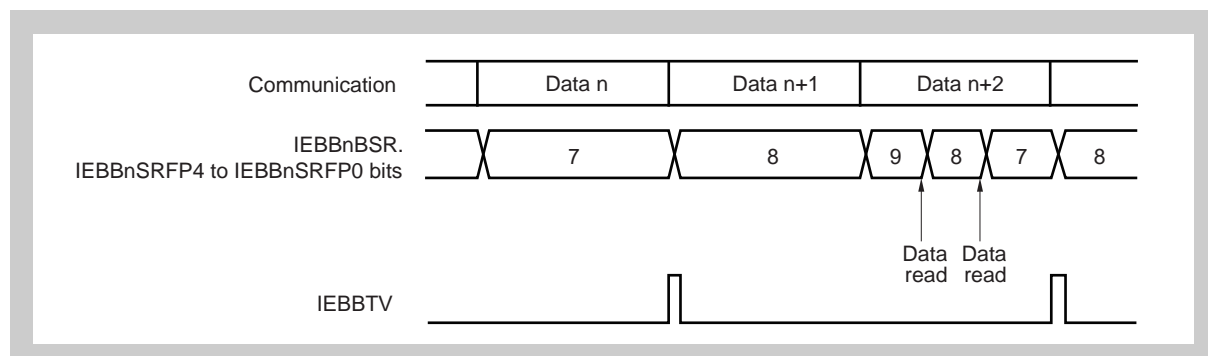 Communication Data n Data n+1 Data n+2
IEBBnBSR.
IEBBnSRFP4 to IEBBnSRFP0 bits 7 8 9 8 7 8
Data Data
read read
IEBBTV